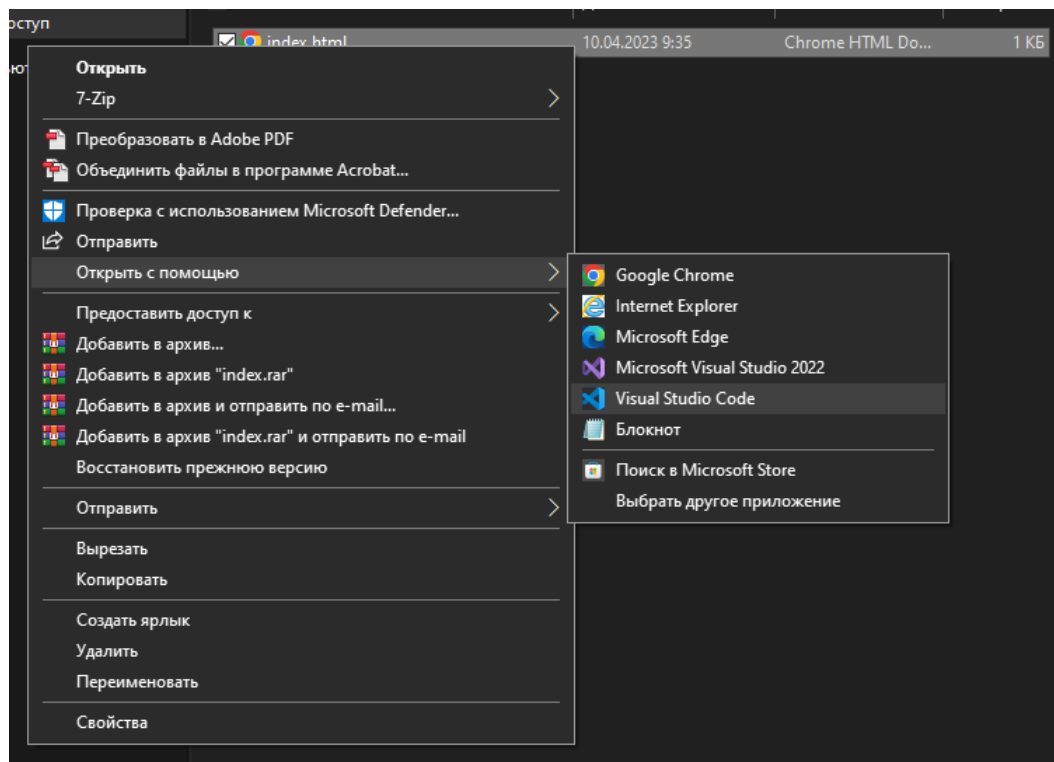 оступ
index.html 10.04.2023 9:35 Chrome HTML Do... 1 КБ
Открыть
7-Zip
Преобразовать в Adobe PDF
Объединить файлы в программе Acrobat...
Проверка с использованием Microsoft Defender...
Отправить
Открыть с помощью
Предоставить доступ к
Добавить в архив...
Добавить в архив "index.rar"
Добавить в архив и отправить по e-mail...
Добавить в архив "index.rar" и отправить по e-mail
Восстановить прежнюю версию
Отправить
Вырезать
Копировать
Создать ярлык
Удалить
Переименовать
Свойства
Google Chrome
Internet Explorer
Microsoft Edge
Microsoft Visual Studio 2022
Visual Studio Code
Блокнот
Поиск в Microsoft Store
Выбрать другое приложение